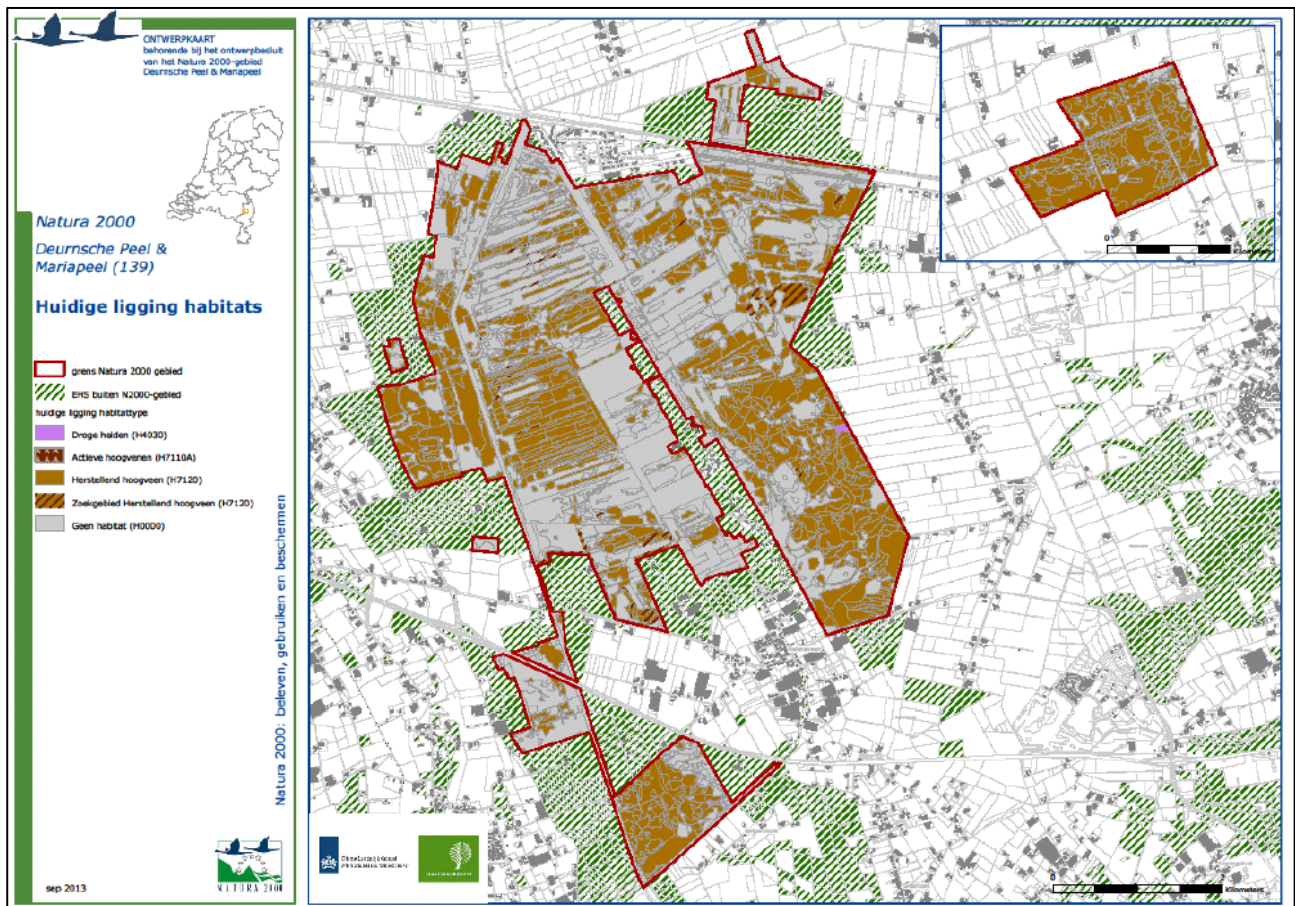 ONTWERPKAART
behorende bij het ontwerpbesluit
van het Natura 2000-gebied
Deurnsche Peel & Mariapeel
Natura 2000
Deurnsche Peel &
Mariapeel (139)
Huidige ligging habitats
grens Natura 2000 gebied
EHS buiten N2000-gebied
huidige ligging habitattype
Droge heiden (H4030)
Actieve hoogvenen (H7110A)
Herstellend hoogveen (H7120)
Zoekgebied Herstellend hoogveen (H7120)
Geen habitat (H0000)
Natura 2000: beleven, gebruiken en beschermen
sep 2013
NATURA 2000
0
Kilometers
0
Kilometers